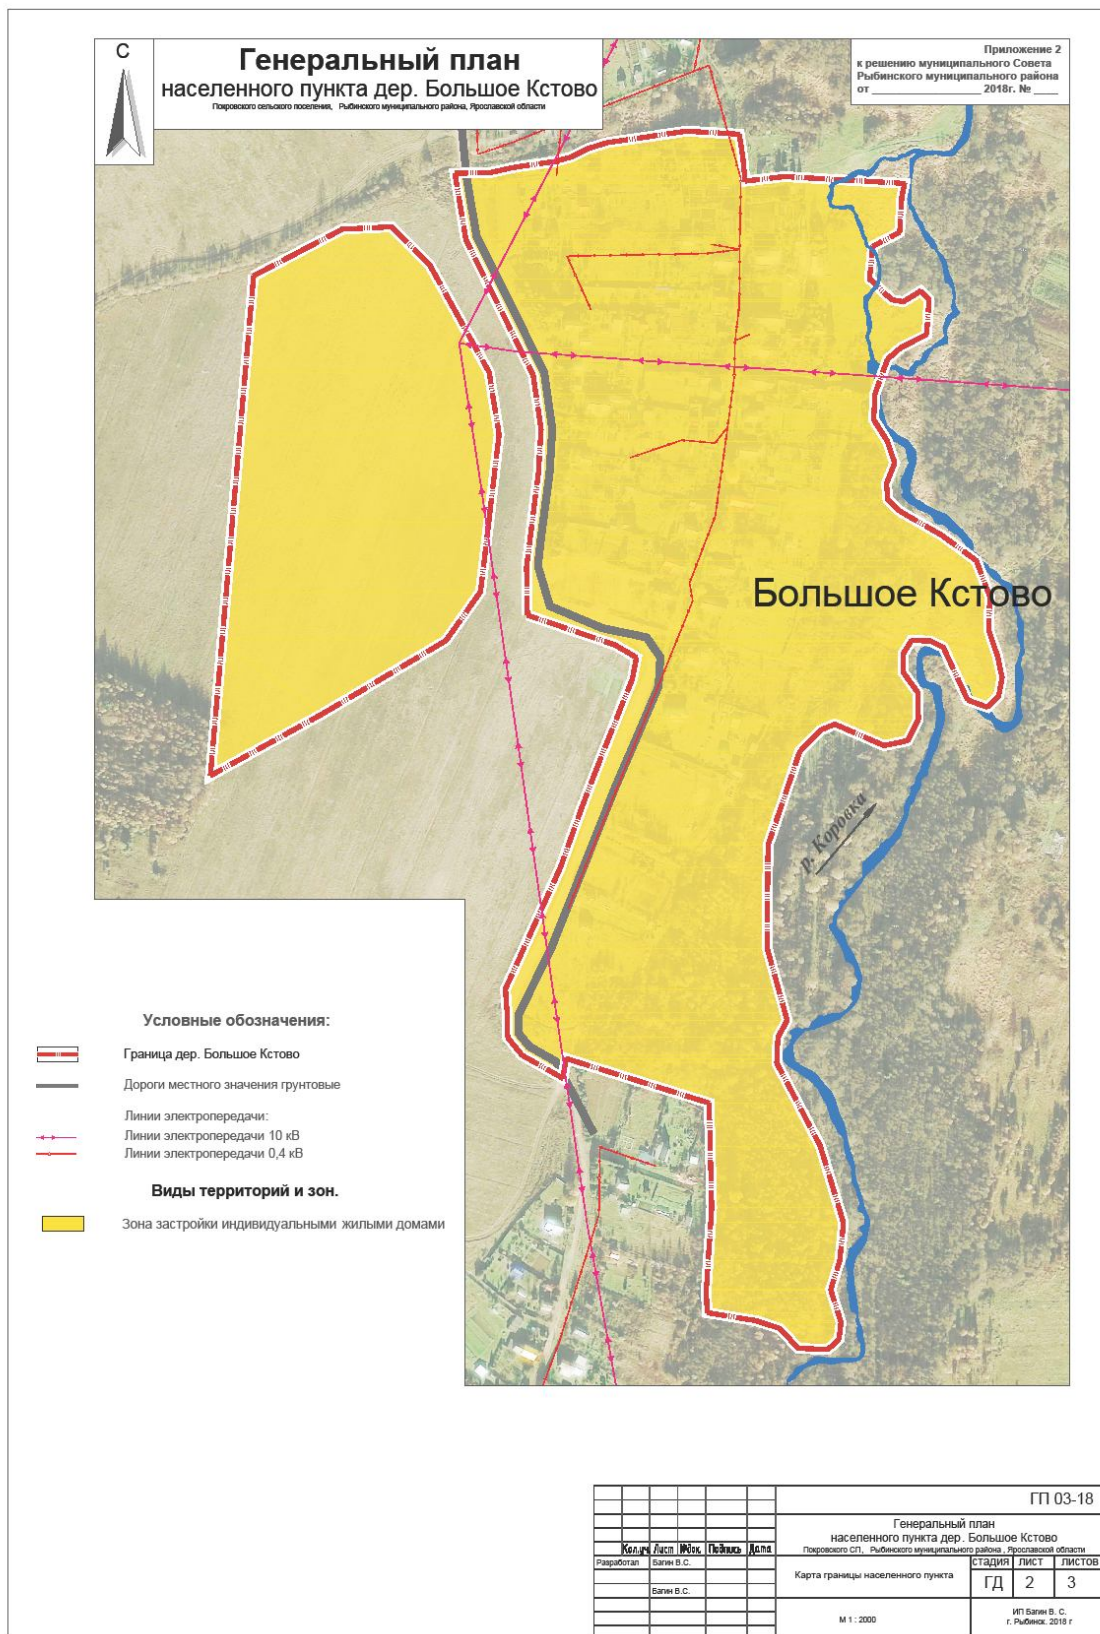 С
Генеральный план
населенного пункта дер. Большое Кстово
Покровского сельского поселения, Рыбинского муниципального района, Ярославской области
Приложение 2
к решению муниципального Совета
Рыбинского муниципального района
от ________________ 2018г. № ____
Большое Кстово
р. Коровка
Условные обозначения:
Граница дер. Большое Кстово
Дороги местного значения грунтовые
Линии электропередачи:
Линии электропередачи 10 кВ
Линии электропередачи 0,4 кВ
Виды территорий и зон.
Зона застройки индивидуальными жилыми домами
ГП 03-18
Генеральный план
населенного пункта дер. Большое Кстово
Покровского СП, Рыбинского муниципального района, Ярославской области
Кол.уч Лист №док. Подпись Дата
Разработал Багин В.С.
Багин В.С.
Карта границы населенного пункта
СТАДИЯ ЛИСТ ЛИСТОВ
ГД 2 3
М 1 : 2000
ИП Багин В. С.
г. Рыбинск. 2018 г